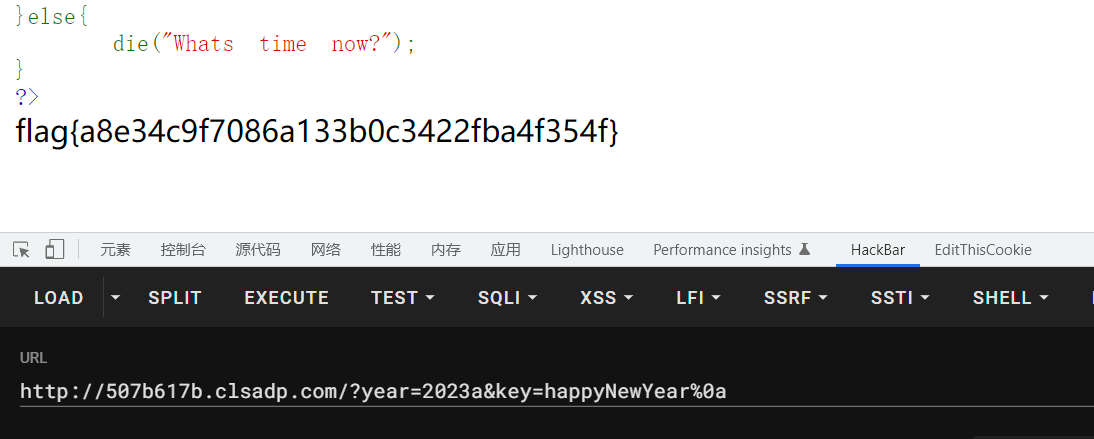 }else{
die("Whats time now?");
}
?>
flag{a8e34c9f7086a133b0c3422fba4f354f}
元素 控制台 源代码 网络 性能 内存 应用 Lighthouse Performance insights HackBar EditThisCookie
LOAD SPLIT EXECUTE TEST SQLI XSS LFI SSRF SSTI SHELL
URL
http://507b617b.clsadp.com/?year=2023a&key=happyNewYear%0a